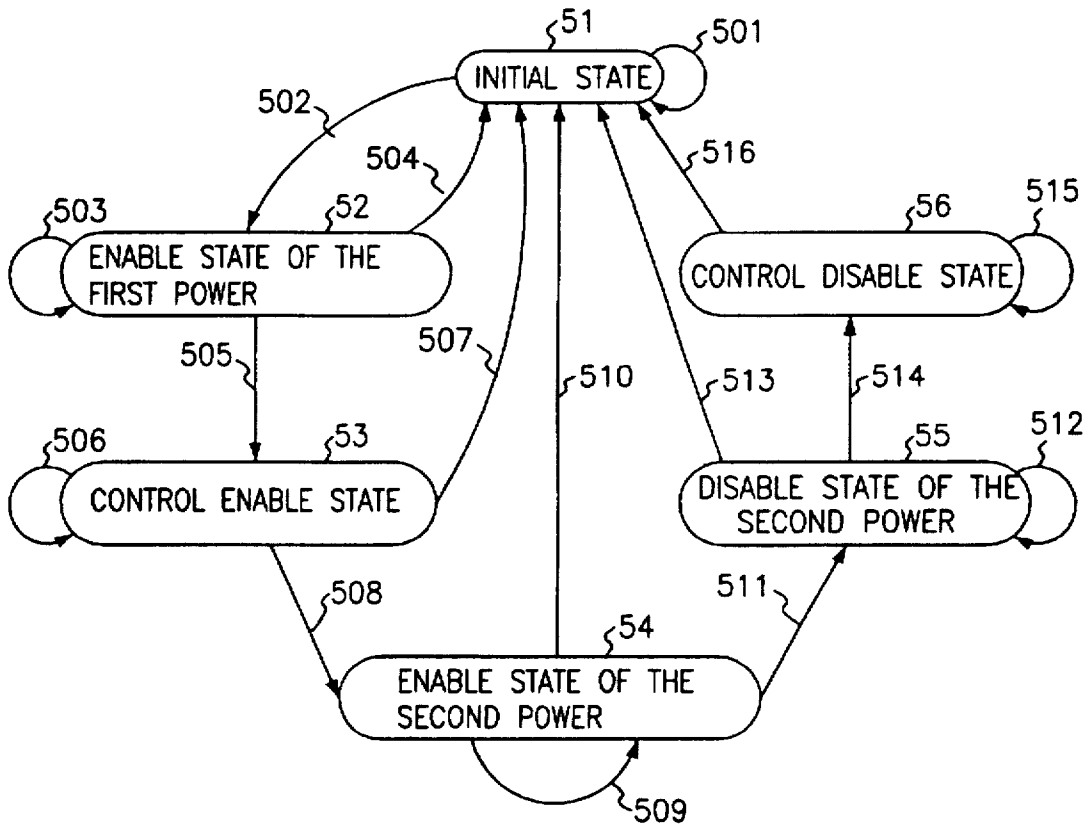 51
501
INITIAL STATE
502
504
516
503
52
56
515
ENABLE STATE OF THE
FIRST POWER
CONTROL DISABLE STATE
505
507
510
513
514
506
53
55
512
CONTROL ENABLE STATE
DISABLE STATE OF THE
SECOND POWER
508
511
54
ENABLE STATE OF THE
SECOND POWER
509